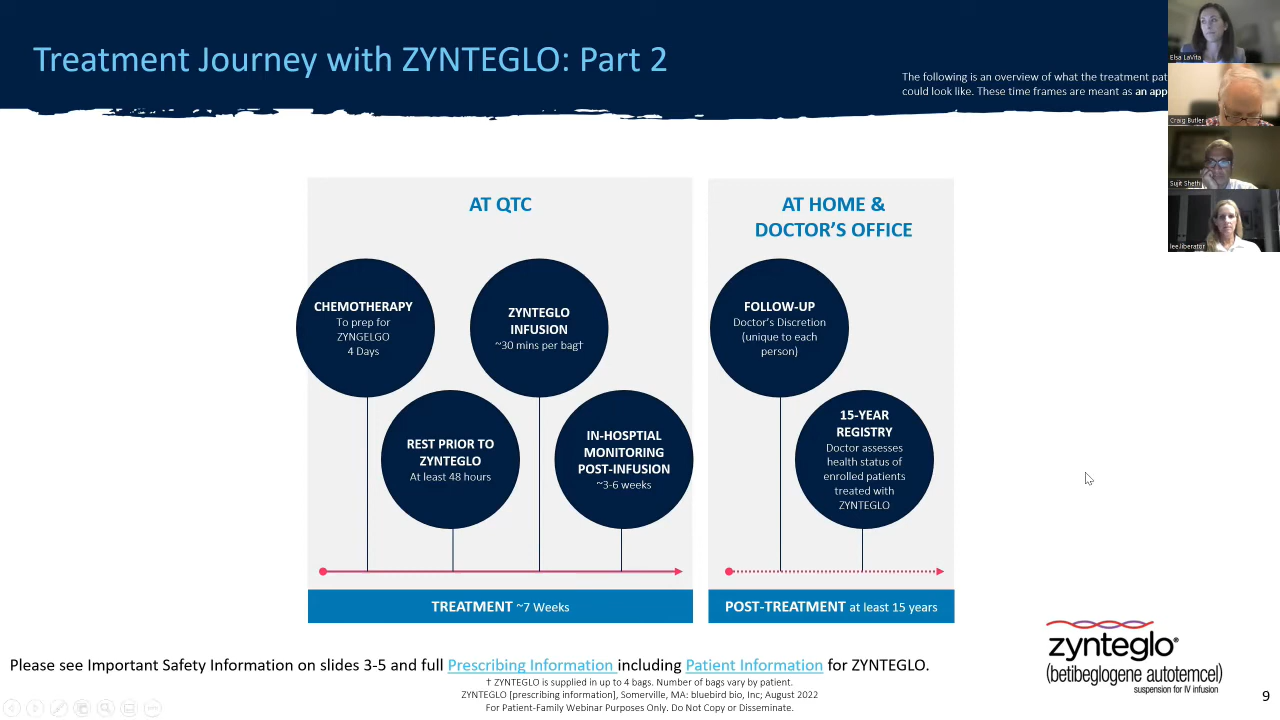 Treatment Journey with ZYNTEGLO: Part 2
The following is an overview of what the treatment
could look like. These time frames are meant as an
Elsa LaVita
Craig Butler
Sujit Sheth
lee.liberator
AT QTC
CHEMOTHERAPY
To prep for
ZYNGELGO
4 Days
REST PRIOR TO
ZYNTEGLO
At least 48 hours
ZYNTEGLO
INFUSION
~30 mins per bag†
IN-HOSPTIAL
MONITORING
POST-INFUSION
~3-6 weeks
TREATMENT ~7 Weeks
AT HOME &
DOCTOR'S OFFICE
FOLLOW-UP
Doctor's Discretion
(unique to each
person)
15-YEAR
REGISTRY
Doctor assesses
health status of
enrolled patients
treated with
ZYNTEGLO
POST-TREATMENT at least 15 years
Please see Important Safety Information on slides 3-5 and full Prescribing Information including Patient Information for ZYNTEGLO.
† ZYNTEGLO is supplied in up to 4 bags. Number of bags vary by patient.
ZYNTEGLO [prescribing information], Somerville, MA: bluebird bio, Inc; August 2022
For Patient-Family Webinar Purposes Only. Do Not Copy or Disseminate.
zynteglo®
(betibeglogene autotemcel)
suspension for IV infusion
9